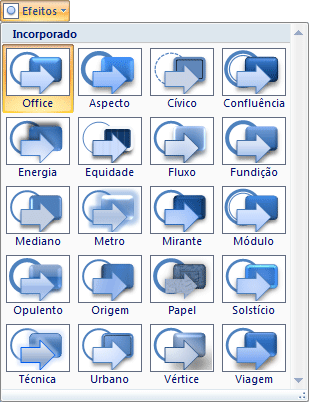 Efeitos
Incorporado
Office Aspecto Cívico Confluência
Energia Equidade Fluxo Fundição
Mediano Metro Mirante Módulo
Opulento Origem Papel Solstício
Técnica Urbano Vértice Viagem